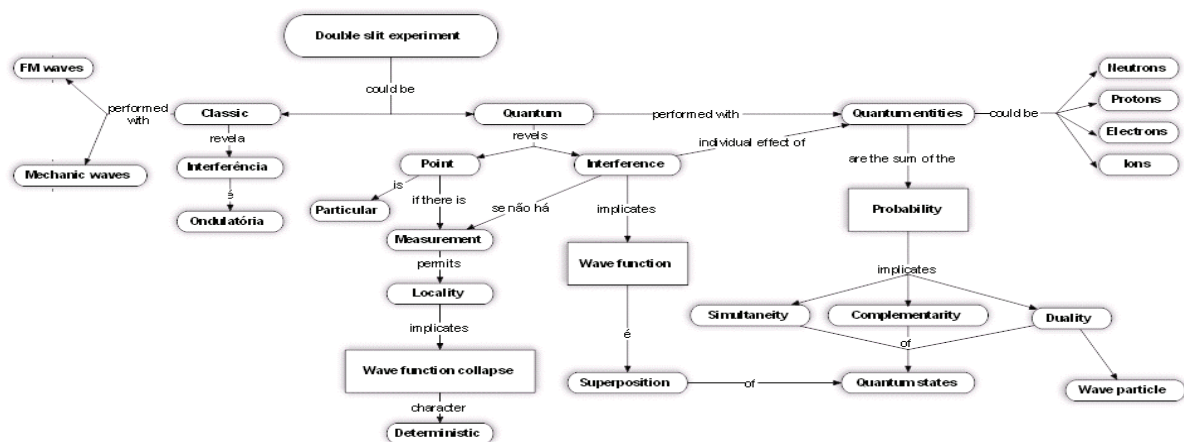 Double slit experiment
FM waves
Neutrons
could be
performed
with
Classic
Quantum
performed with
Quantum entities
could be
Protons
revela
revels
individual effect of
Electrons
Mechanic waves
Interferência
Point
Interference
are the sum of the
Ions
é
is
if there is
se não há
implicates
Ondulatória
Particular
Probability
Measurement
permits
Wave function
implicates
Locality
Simultaneity
Complementarity
Duality
implicates
é
of
Wave function collapse
Superposition
of
Quantum states
Wave particle
character
Deterministic